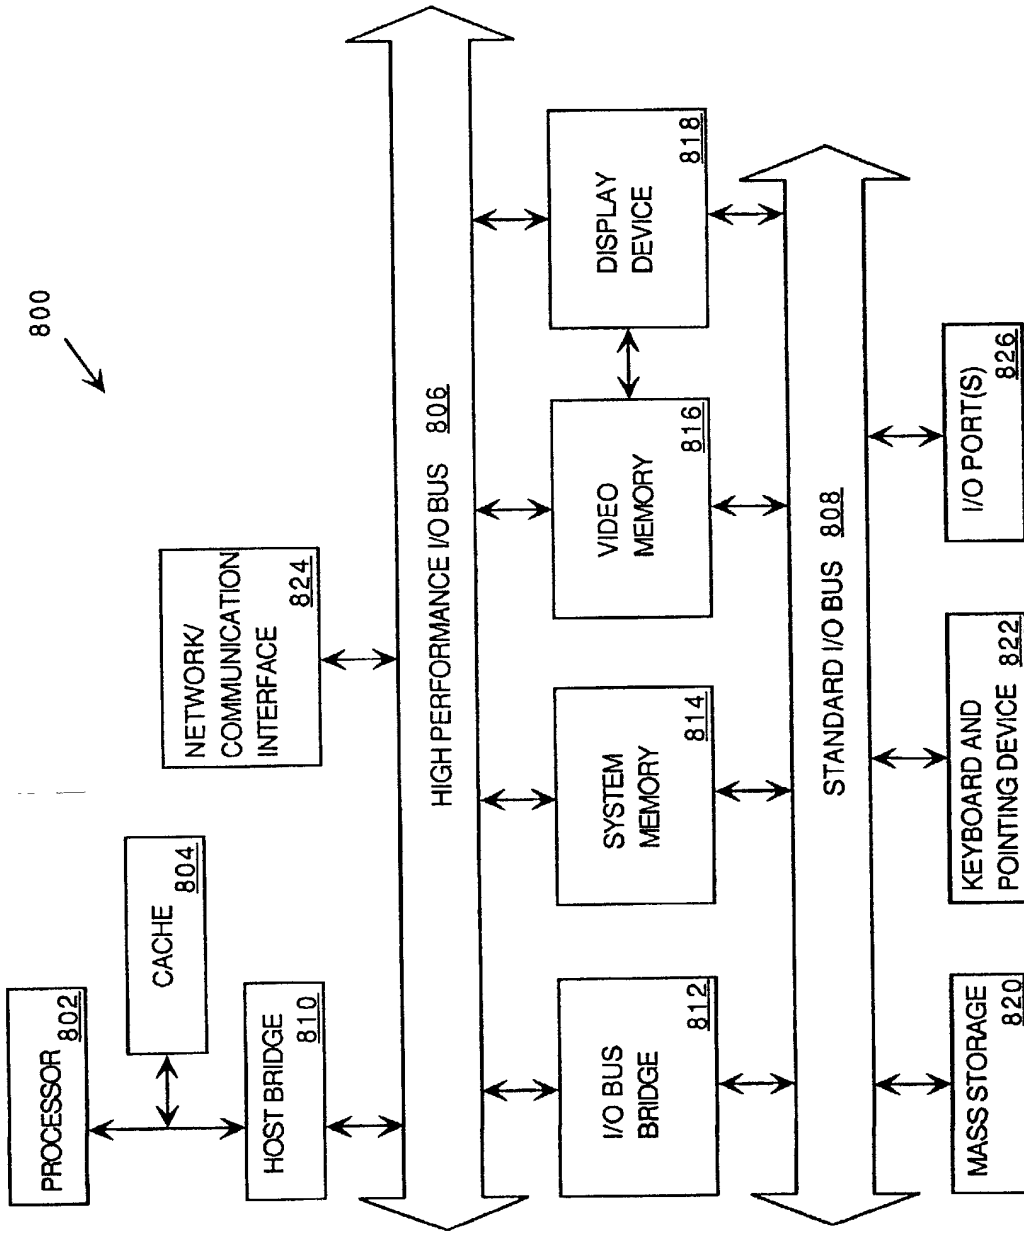 800
PROCESSOR
802
CACHE
804
HOST BRIDGE
810
NETWORK/
COMMUNICATION
INTERFACE
824
HIGH PERFORMANCE I/O BUS 806
I/O BUS
BRIDGE
812
SYSTEM
MEMORY
814
VIDEO
MEMORY
816
DISPLAY
DEVICE
818
STANDARD I/O BUS 808
MASS STORAGE
820
KEYBOARD AND
POINTING DEVICE
822
I/O PORT(S)
826